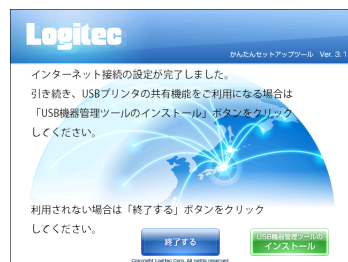 Logitec
かんたんセットアップツール Ver. 3.1
インターネット接続の設定が完了しました。
引き続き、USBプリンタの共有機能をご利用になる場合は
「USB機器管理ツールのインストール」ボタンをクリック
してください。
利用されない場合は「終了する」ボタンをクリック
してください。
終了する
USB機器管理ツールの
インストール
Copyright Logitec Corp. All rights reserved.